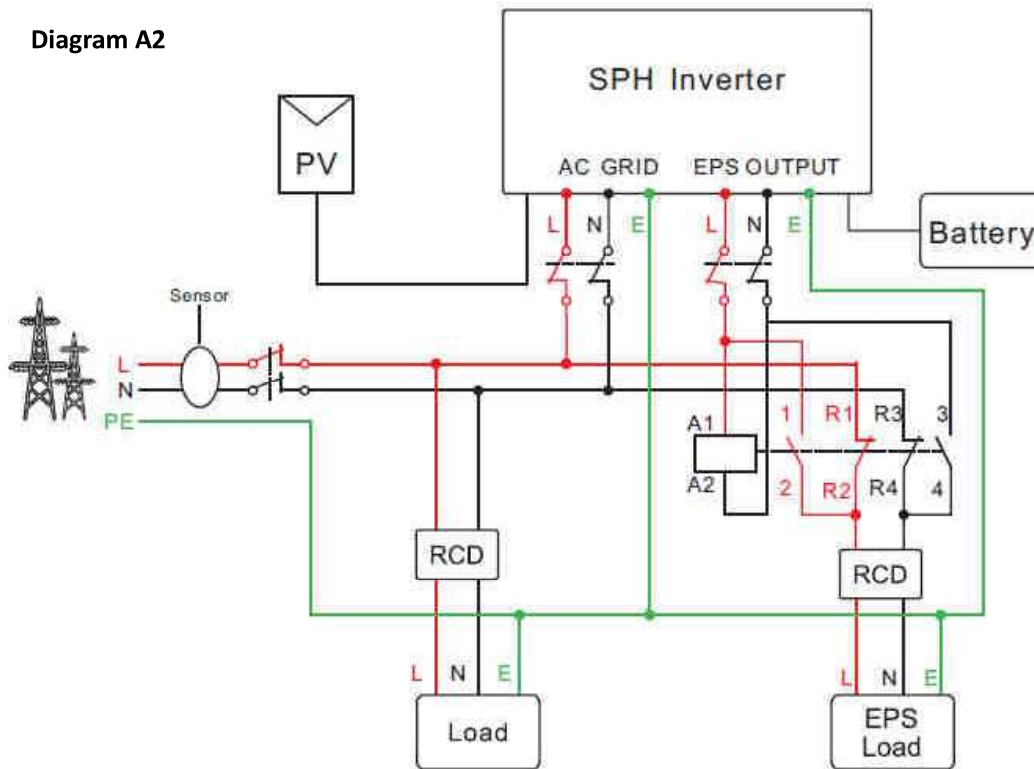 Diagram A2
SPH Inverter
PV
AC GRID EPS OUTPUT
L N E L N E
Battery
Sensor
L
N
PE
A1 1 R1 R3 3
A2 2 R2 R4 4
RCD
RCD
L N E
L N E
Load
EPS
Load